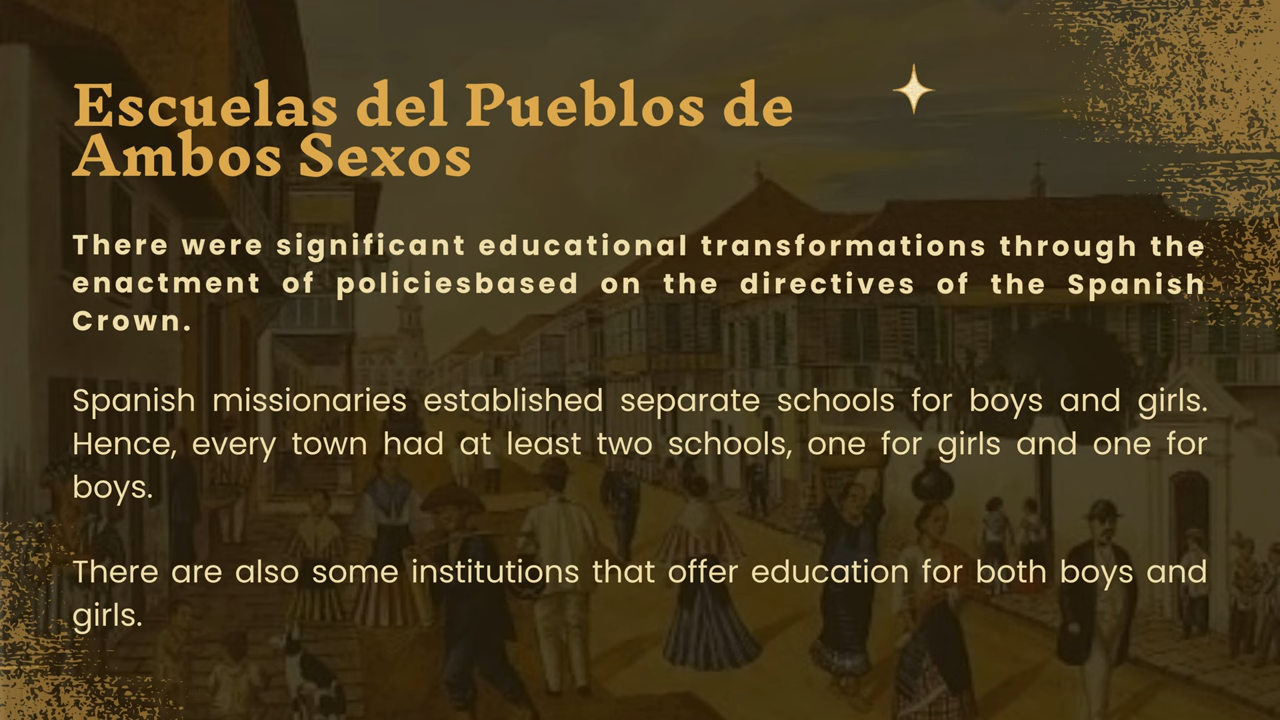 Escuelas del Pueblos de
Ambos Sexos
There were significant educational transformations through the
enactment of policiesbased on the directives of the Spanish
Crown.
Spanish missionaries established separate schools for boys and girls.
Hence, every town had at least two schools, one for girls and one for
boys.
There are also some institutions that offer education for both boys and
girls.